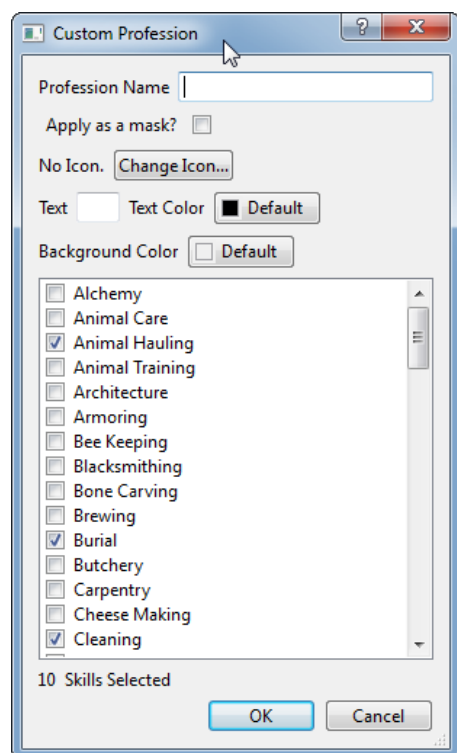 Custom Profession
?
Profession Name
Apply as a mask?
No Icon. Change Icon...
Text Text Color Default
Background Color Default
Alchemy
Animal Care
Animal Hauling
Animal Training
Architecture
Armoring
Bee Keeping
Blacksmithing
Bone Carving
Brewing
Burial
Butchery
Carpentry
Cheese Making
Cleaning
10 Skills Selected
OK Cancel